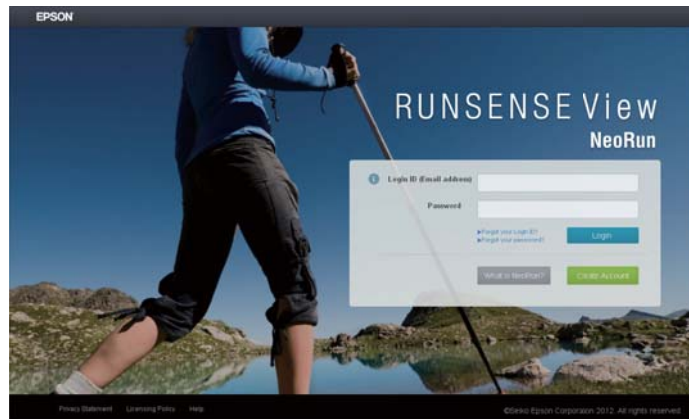 EPSON
RUNSENSE View
NeoRun
Login ID (Email address)
Password
Forgot your Login ID?
Forgot your password?
Login
What is NeoRun?
Create Account
Privacy Statement Licensing Policy Help
©Seiko Epson Corporation 2012. All rights reserved.